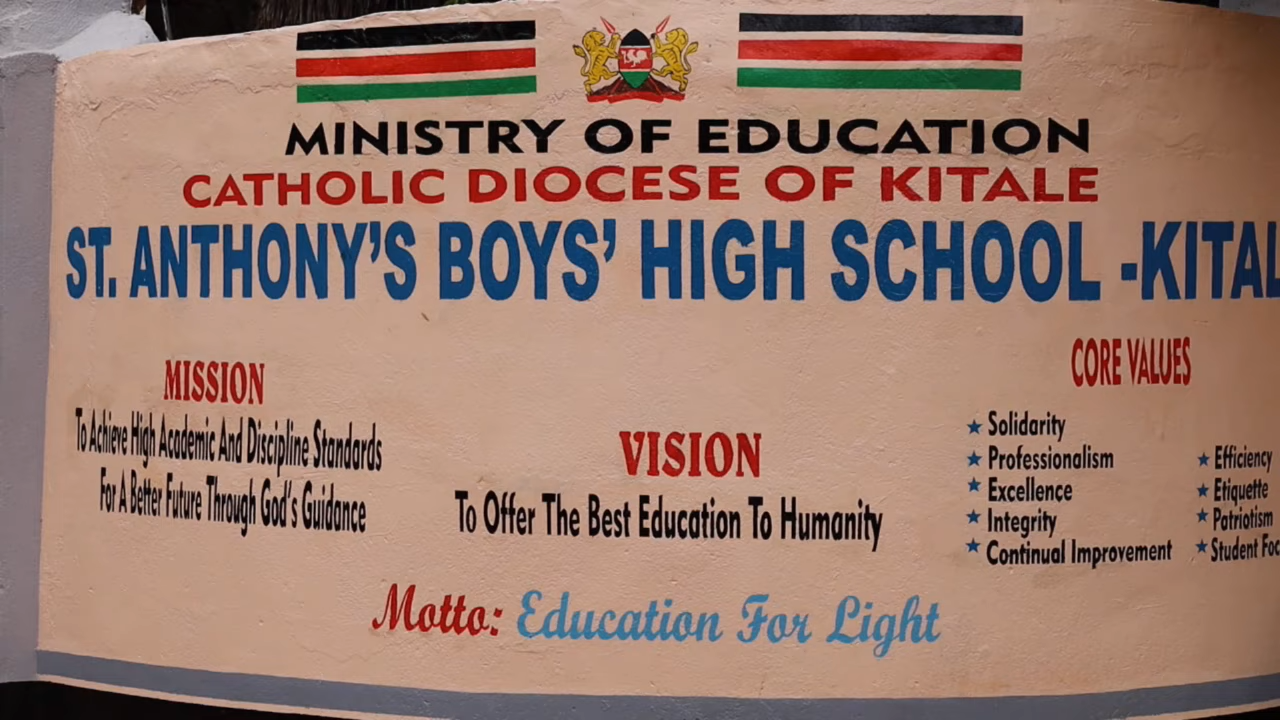 MINISTRY OF EDUCATION
CATHOLIC DIOCESE OF KITALE
ST. ANTHONY'S BOYS' HIGH SCHOOL -KITAL
MISSION
To Achieve High Academic And Discipline Standards
For A Better Future Through God's Guidance
VISION
To Offer The Best Education To Humanity
CORE VALUES
Solidarity
Professionalism
Excellence
Integrity
Continual Improvement
Efficiency
Etiquette
Patriotism
Student Foc
Motto: Education For Light